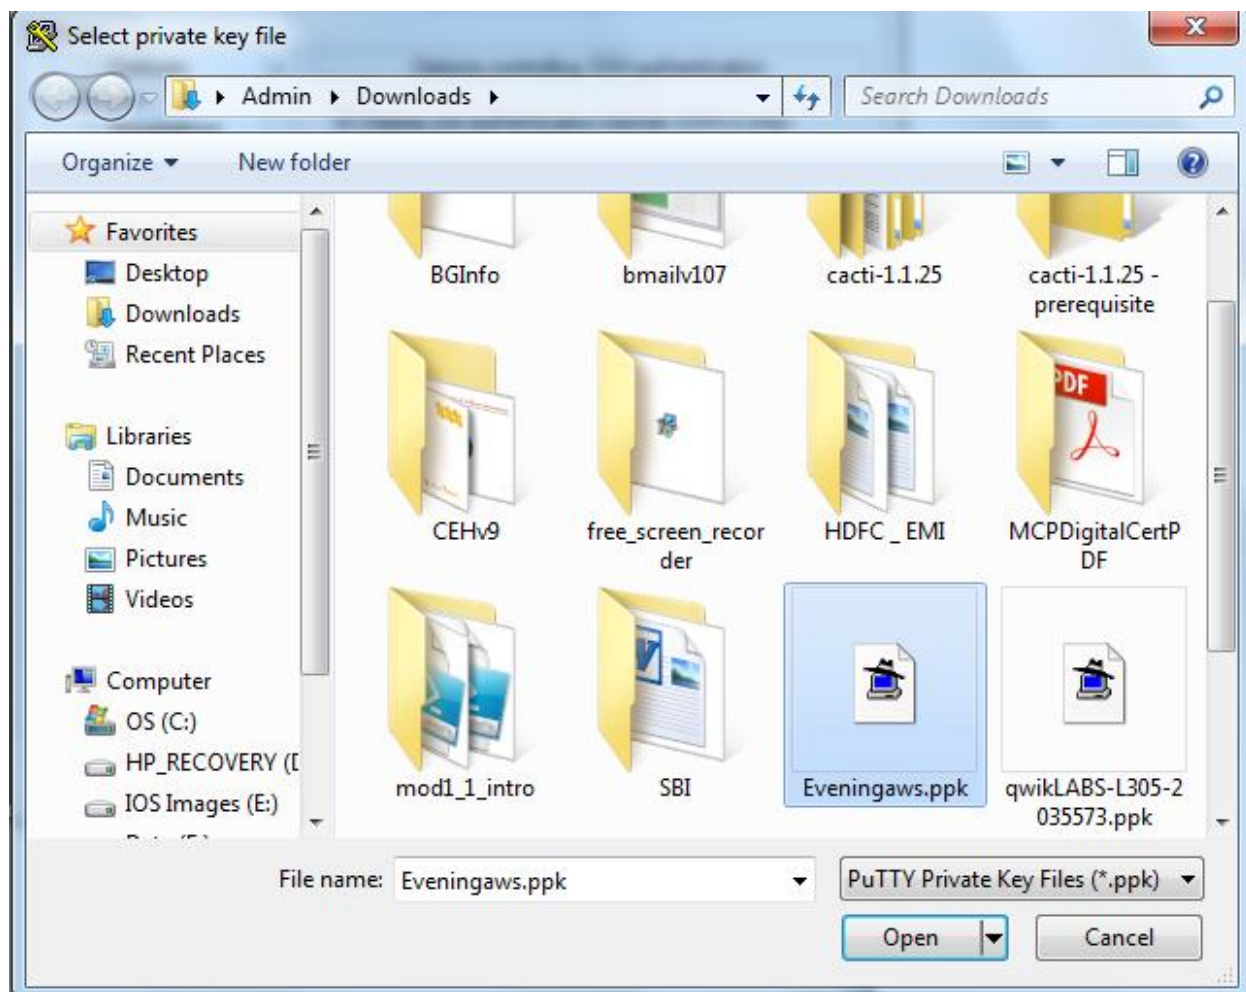 Select private key file
Admin Downloads
Search Downloads
Organize
New folder
Favorites
Desktop
Downloads
Recent Places
Libraries
Documents
Music
Pictures
Videos
Computer
OS (C:)
HP_RECOVERY (D
IOS Images (E:)
BGInfo
bmailv107
cacti-1.1.25
cacti-1.1.25 -
prerequisite
CEHv9
free_screen_recor
der
HDFC _ EMI
PDF
MCPDigitalCertP
DF
mod1_1_intro
SBI
Eveningaws.ppk
qwikLABS-L305-2
035573.ppk
File name: Eveningaws.ppk
PuTTY Private Key Files (*.ppk)
Open
Cancel